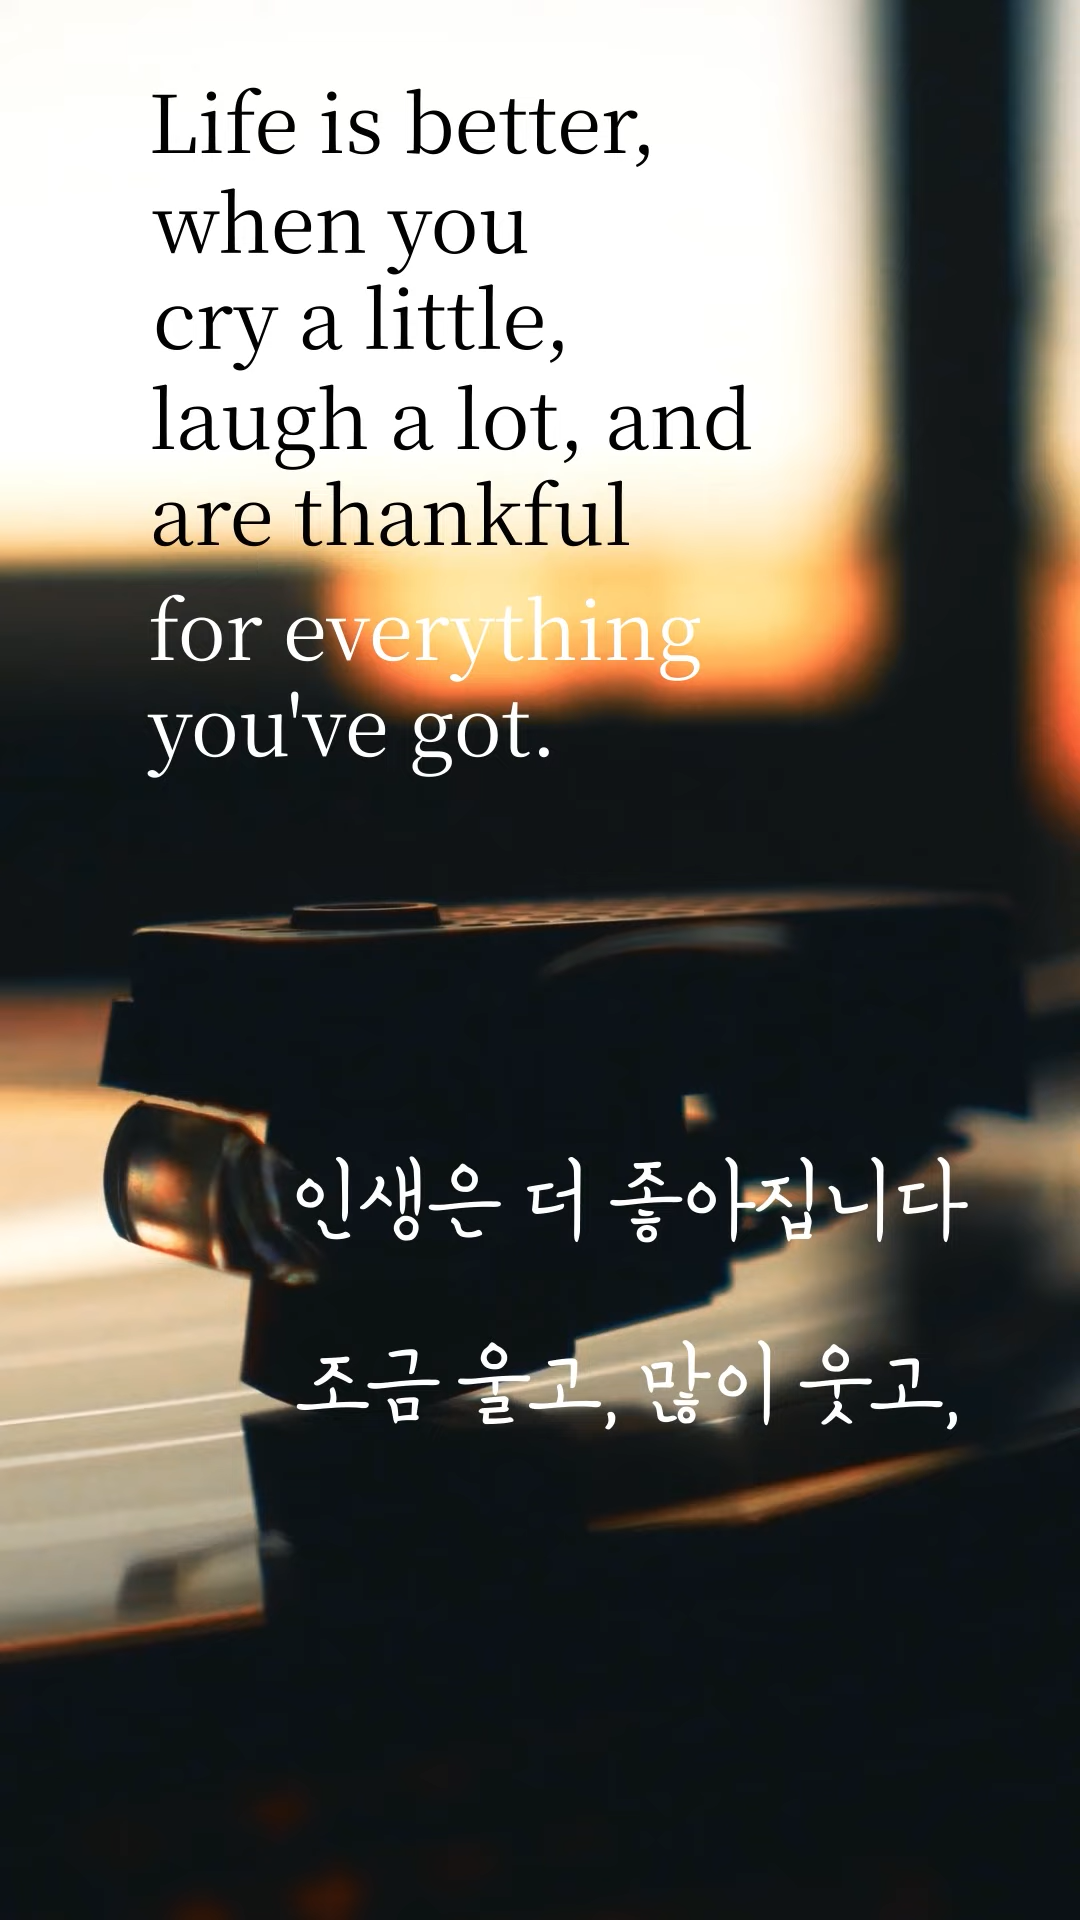 Life is better,
when you
cry a little,
laugh a lot, and
are thankful
for everything
you've got.
인생은 더 좋아집니다
조금 울고, 많이 웃고,